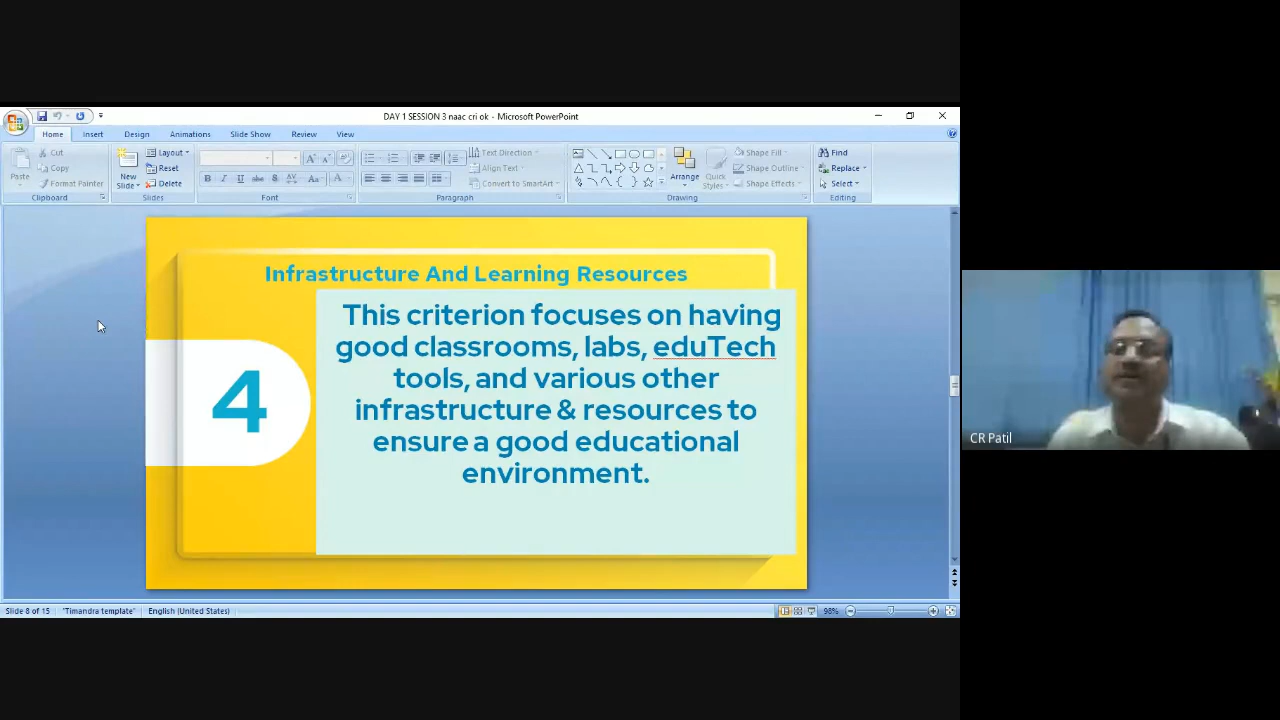 DAY 1 SESSION 3 naac cri ok - Microsoft PowerPoint
Home Insert Design Animations Slide Show Review View
Paste
Cut
Copy
Format Painter
Clipboard
New Slide
Layout
Reset
Delete
Slides
B I U abc S AV Aa A
Font
Text Direction
Align Text
Convert to SmartArt
Paragraph
Arrange
Quick Styles
Shape Fill
Shape Outline
Shape Effects
Drawing
Find
Replace
Select
Editing
Infrastructure And Learning Resources
4
This criterion focuses on having
good classrooms, labs, eduTech
tools, and various other
infrastructure & resources to
ensure a good educational
environment.
CR Patil
Slide 8 of 15 "Timandra template" English (United States) 98%